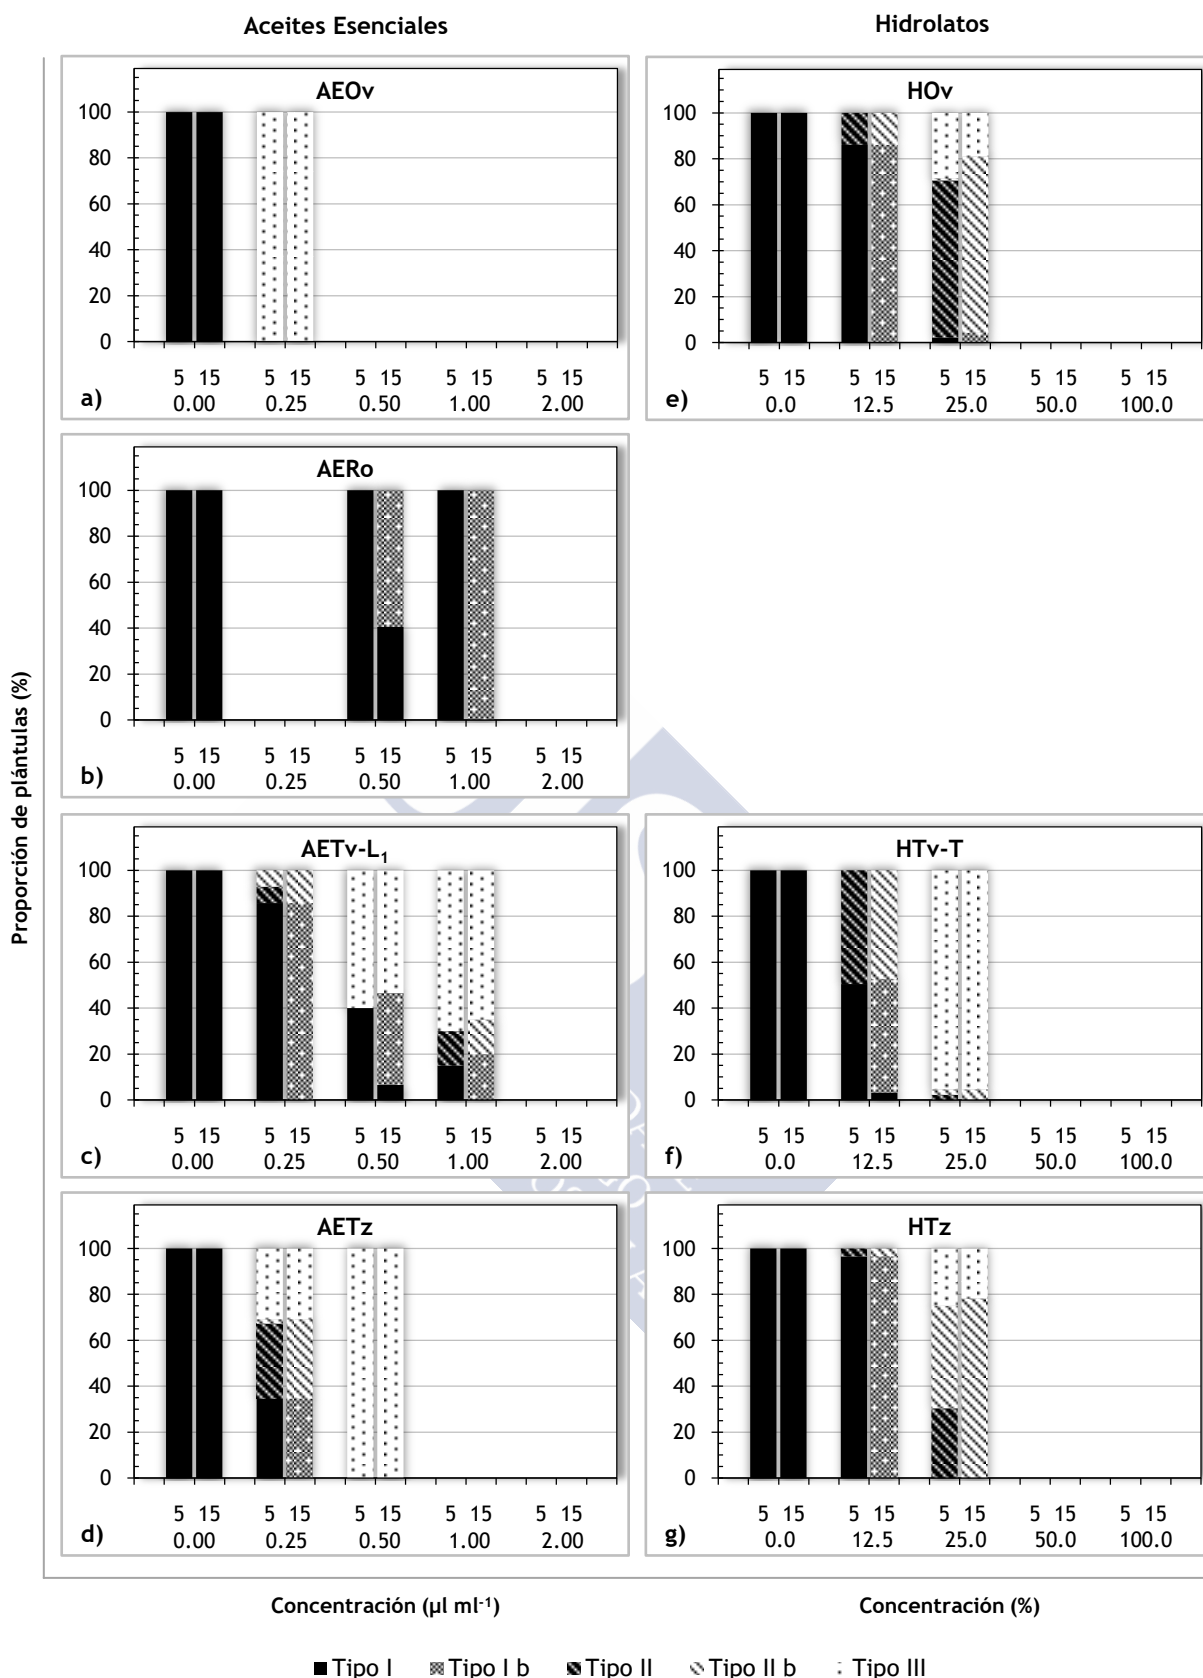 Aceites Esenciales
Hidrolatos
Proporción de plántulas (%)
AEOv
100
80
60
40
20
0
5 15 5 15 5 15 5 15 5 15
a) 0.00 0.25 0.50 1.00 2.00
HOv
100
80
60
40
20
0
5 15 5 15 5 15 5 15 5 15
e) 0.0 12.5 25.0 50.0 100.0
AERo
100
80
60
40
20
0
5 15 5 15 5 15 5 15 5 15
b) 0.00 0.25 0.50 1.00 2.00
AETv-L₁
100
80
60
40
20
0
5 15 5 15 5 15 5 15 5 15
c) 0.00 0.25 0.50 1.00 2.00
HTv-T
100
80
60
40
20
0
5 15 5 15 5 15 5 15 5 15
f) 0.0 12.5 25.0 50.0 100.0
AETz
100
80
60
40
20
0
5 15 5 15 5 15 5 15 5 15
d) 0.00 0.25 0.50 1.00 2.00
HTz
100
80
60
40
20
0
5 15 5 15 5 15 5 15 5 15
g) 0.0 12.5 25.0 50.0 100.0
Concentración (µl ml⁻¹)
Concentración (%)
Tipo I Tipo I b Tipo II Tipo II b Tipo III